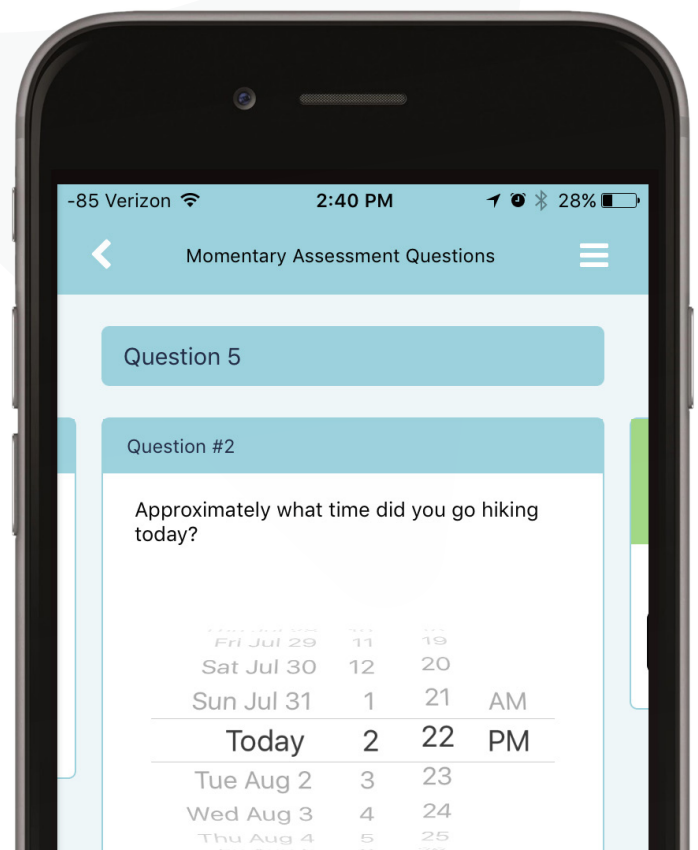 -85 Verizon 2:40 PM 28%
Momentary Assessment Questions
Question 5
Question #2
Approximately what time did you go hiking
today?
Fri Jul 29 11 19
Sat Jul 30 12 20
Sun Jul 31 1 21 AM
Today 2 22 PM
Tue Aug 2 3 23
Wed Aug 3 4 24
Thu Aug 4 5 25